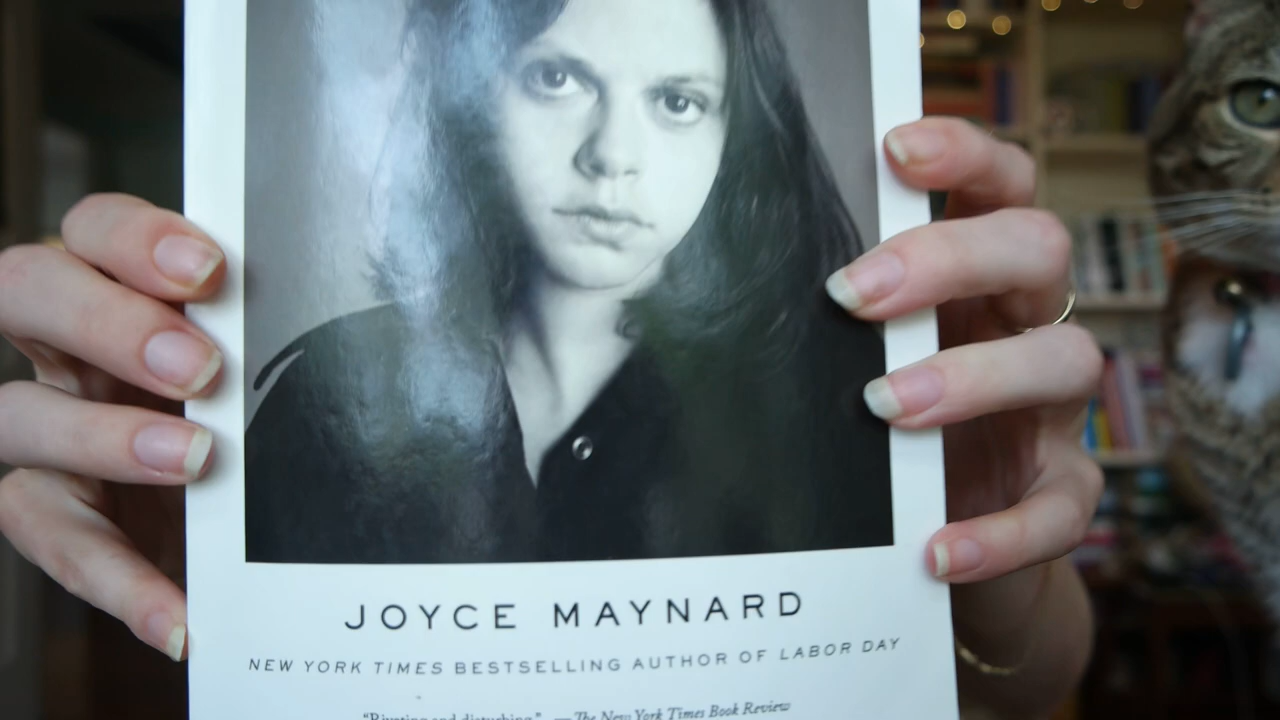 JOYCE MAYNARD
NEW YORK TIMES BESTSELLING AUTHOR OF LABOR DAY
"Riveting and disturbing." —The New York Times Book Review